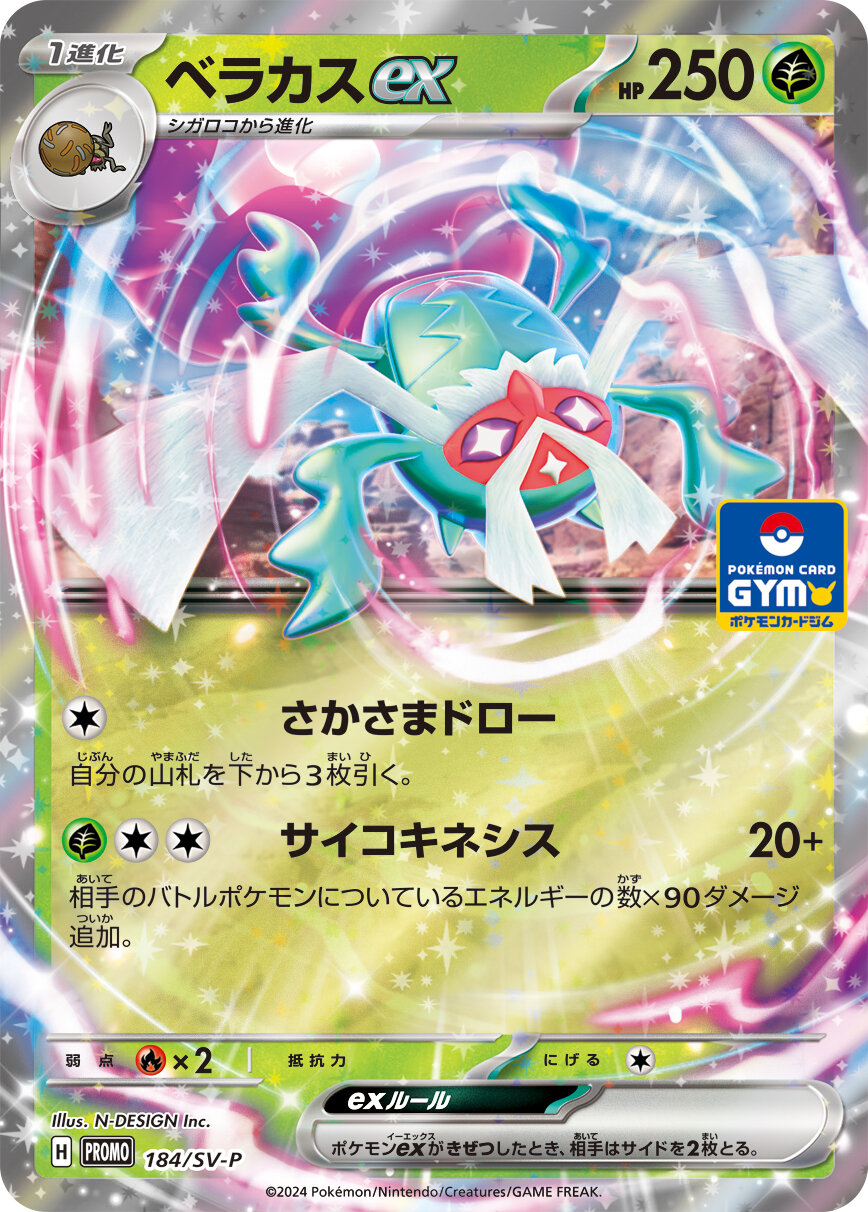 1進化
ベラカスex
HP250
シガロコから進化
POKÉMON CARD
GYM
ポケモンカードジム
さかさまドロー
自分の山札を下から3枚引く。
サイコキネシス 20+
相手のバトルポケモンについているエネルギーの数×90ダメージ
追加。
弱点 ×2 抵抗力 にげる
exルール
ポケモンexがきぜつしたとき、相手はサイドを2枚とる。
Illus. N-DESIGN Inc.
H PROMO 184/SV-P
©2024 Pokémon/Nintendo/Creatures/GAME FREAK.